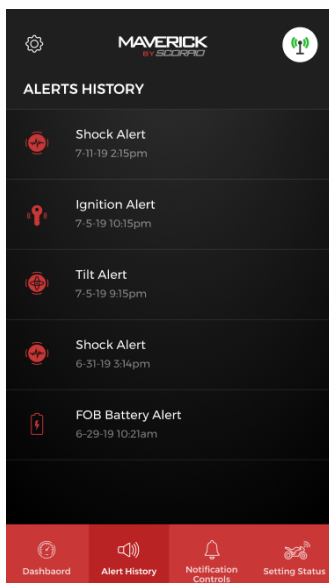 MAVERICK
BY SCORPIO
ALERTS HISTORY
Shock Alert
7-11-19 2:15pm
Ignition Alert
7-5-19 10:15pm
Tilt Alert
7-5-19 9:15pm
Shock Alert
6-31-19 3:14pm
FOB Battery Alert
6-29-19 10:21am
Dashbaord
Alert History
Notification
Controls
Setting Status